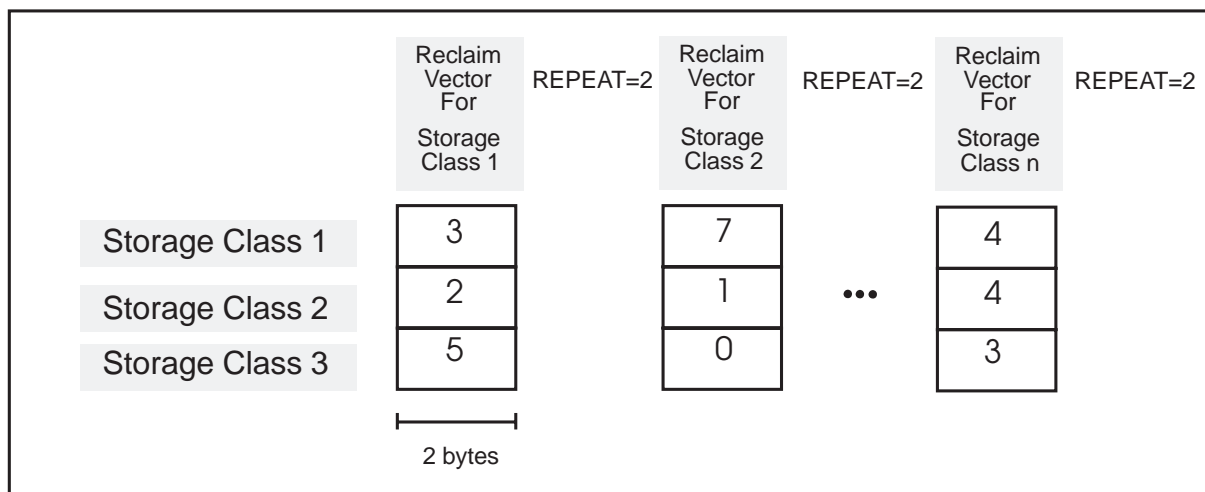 Reclaim
Vector
For
Storage
Class 1
REPEAT=2
Reclaim
Vector
For
Storage
Class 2
REPEAT=2
Reclaim
Vector
For
Storage
Class n
REPEAT=2
Storage Class 1
3
7
4
Storage Class 2
2
1
•••
4
Storage Class 3
5
0
3
2 bytes